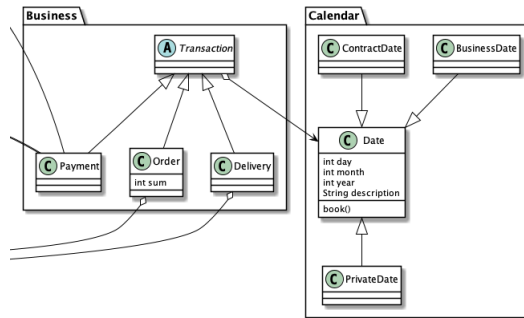 Business
Calendar
A Transaction
C ContractDate
C BusinessDate
C Payment
C Order
int sum
C Delivery
C Date
int day
int month
int year
String description
book()
C PrivateDate